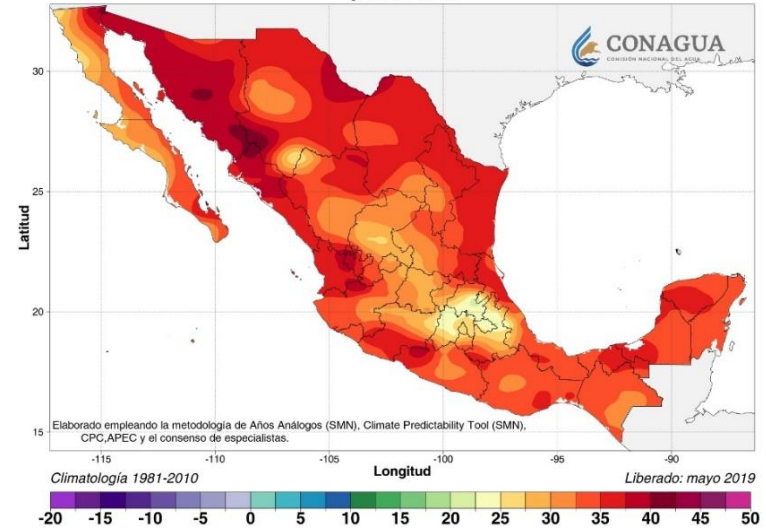 CONAGUA
COMISIÓN NACIONAL DEL AGUA
Latitud
30
25
20
15
Elaborado empleando la metodología de Años Análogos (SMN), Climate Predictability Tool (SMN),
CPC,APEC y el consenso de especialistas.
-115 -110 -105 -100 -95 -90
Longitud
Climatología 1981-2010
Liberado: mayo 2019
-20 -15 -10 -5 0 5 10 15 20 25 30 35 40 45 50